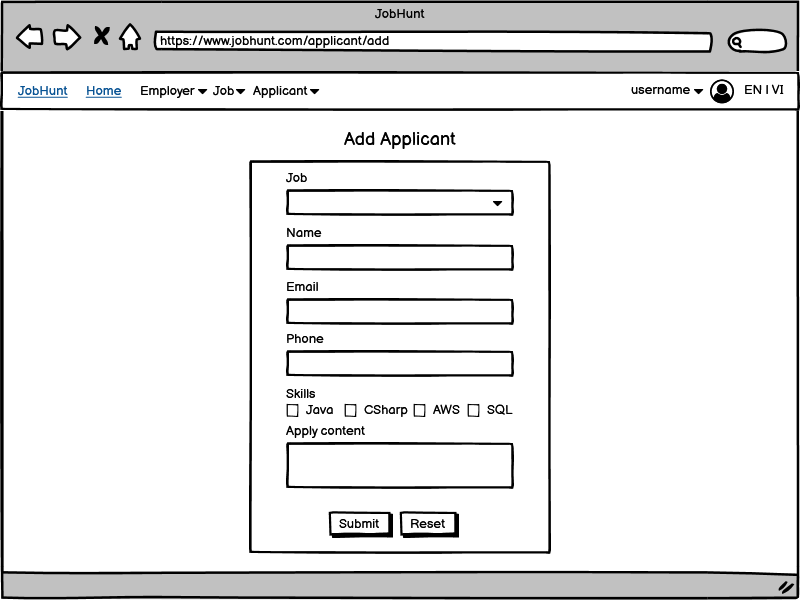 JobHunt
https://www.jobhunt.com/applicant/add
JobHunt Home Employer Job Applicant username EN | VI
Add Applicant
Job
Name
Email
Phone
Skills
Java CSharp AWS SQL
Apply content
Submit Reset